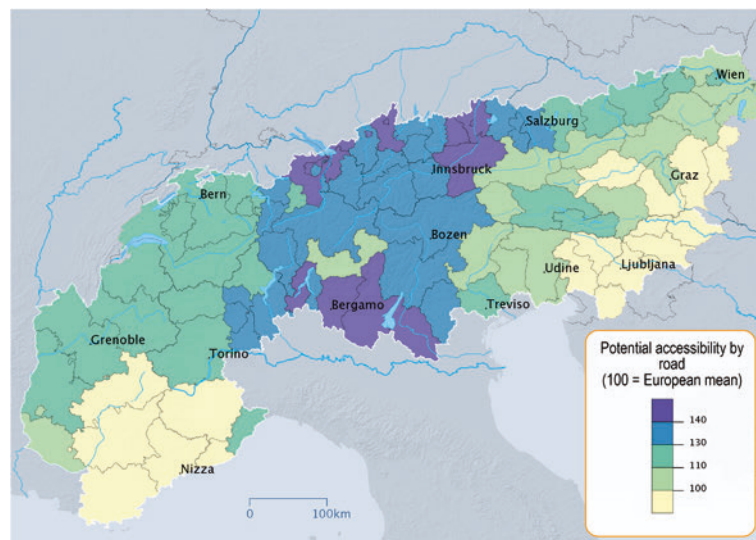 Wien
Salzburg
Innsbruck
Graz
Bern
Bozen
Udine
Ljubljana
Bergamo
Treviso
Grenoble
Torino
Nizza
0 100km
Potential accessibility by
road
(100 = European mean)
140
130
110
100